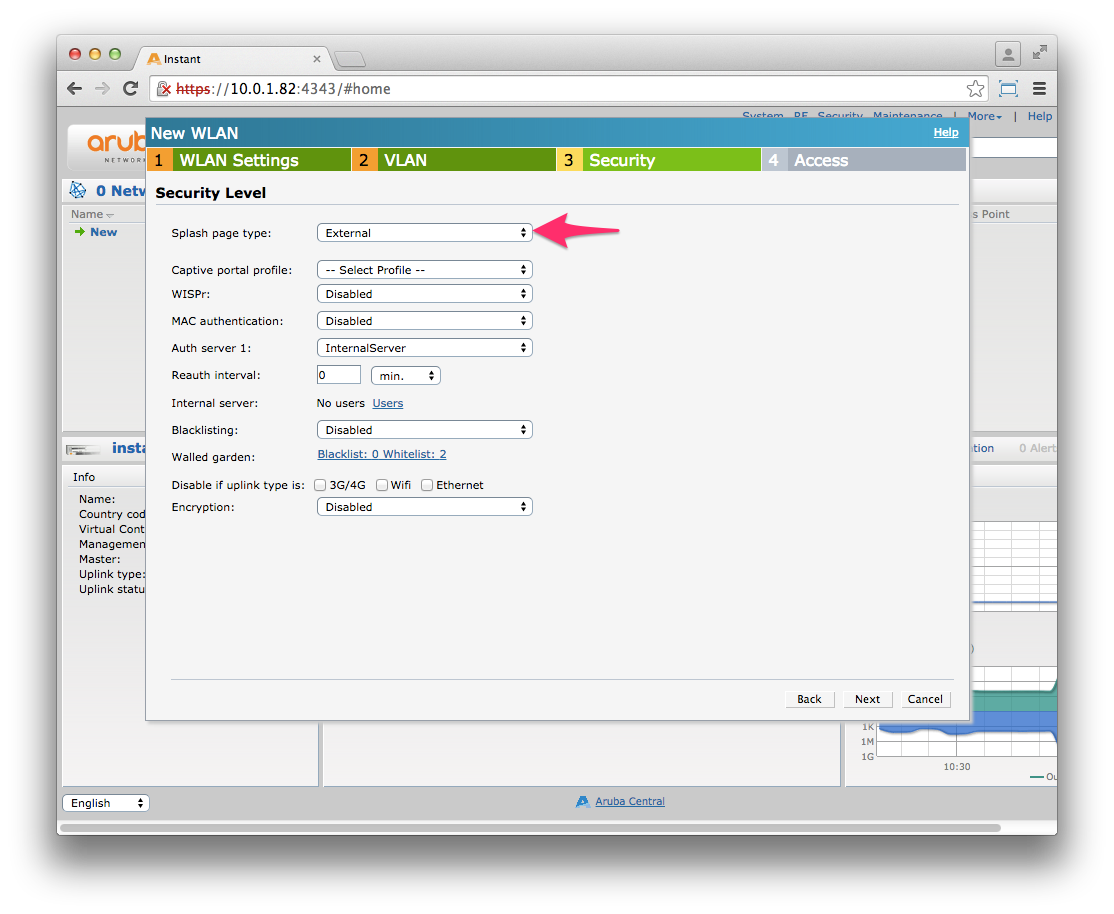 Instant
https://10.0.1.82:4343/#home
System RF Security Maintenance | More | Help
arub
NETWOR
New WLAN Help
1 WLAN Settings 2 VLAN 3 Security 4 Access
0 Netw
Security Level
Name
s Point
New
Splash page type: External
Captive portal profile: -- Select Profile --
WISPr: Disabled
MAC authentication: Disabled
Auth server 1: InternalServer
Reauth interval: 0 min.
Internal server: No users Users
Blacklisting: Disabled
insta
tion 0 Alert
Walled garden: Blacklist: 0 Whitelist: 2
Info
Disable if uplink type is: 3G/4G Wifi Ethernet
Name:
Encryption: Disabled
Country cod
Virtual Cont
Managemen
Master:
Uplink type:
Uplink statu
)
Back Next Cancel
1K
1M
1G
10:30
Ou
English
Aruba Central